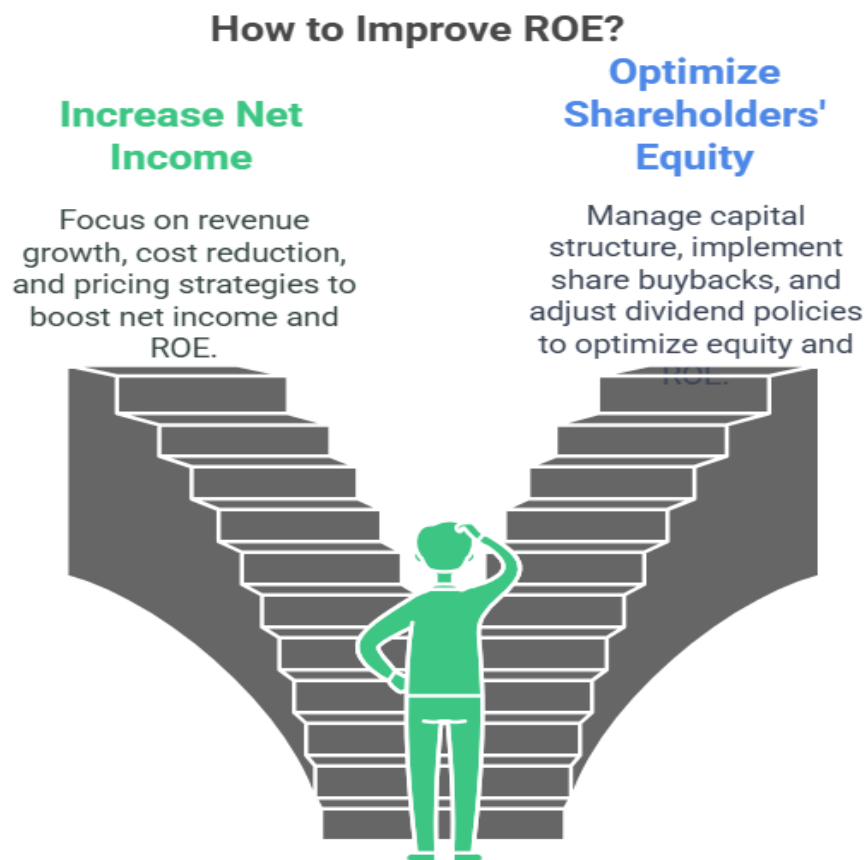 How to Improve ROE?
Increase Net
Income
Focus on revenue
growth, cost reduction,
and pricing strategies to
boost net income and
ROE.
Optimize
Shareholders'
Equity
Manage capital
structure, implement
share buybacks, and
adjust dividend policies
to optimize equity and
ROE.